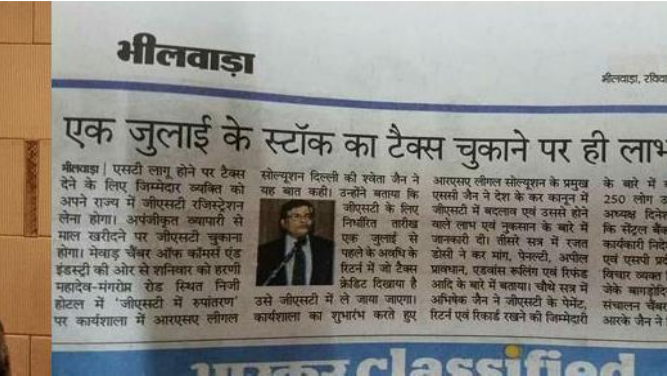 भीलवाड़ा
भीलवाड़ा,
एक जुलाई के स्टॉक का टैक्स चुकाने पर ही लाभ
भीलवाड़ा | एसटी लागू होने पर टैक्स
देने के लिए जिम्मेदार व्यक्ति को
अपने राज्य में जीएसटी रजिस्ट्रेशन
लेना होगा। अपंजीकृत व्यापारी से
माल खरीदने पर जीएसटी चुकाना
होगा। मेवाड़ चैंबर ऑफ कॉमर्स एंड
इंडस्ट्री की ओर से शनिवार को हरणी
महादेव-मंगरोप रोड स्थित निजी
होटल में 'जीएसटी में रुपांतरण'
पर कार्यशाला में आरएसए लीगल
सोल्यूशन दिल्ली की श्वेता जैन ने
यह बात कही। उन्होंने बताया कि
जीएसटी के लिए
निर्धारित तारीख
एक जुलाई से
पहले के अवधि के
रिटर्न में जो टैक्स
क्रेडिट दिखाया है
उसे जीएसटी में ले जाया जाएगा।
कार्यशाला का शुभारंभ करते हुए
आरएसए लीगल सोल्यूशन के प्रमुख
एससी जैन ने देश के कर कानून में
जीएसटी में बदलाव एवं उससे होने
वाले लाभ एवं नुकसान के बारे में
जानकारी दी। तीसरे सत्र में रजत
डोसी ने कर मांग, पेनल्टी, अपील
प्रावधान, एडवांस रूलिंग एवं रिफंड
आदि के बारे में बताया। चौथे सत्र में
अभिषेक जैन ने जीएसटी के पेमेंट,
रिटर्न एवं रिकार्ड रखने की जिम्मेदारी
के बारे में
250 लोग
अध्यक्ष
कि सेंट्रल बैंक
कार्यकारी
एवं एसपी
विचार व्यक्त
जेके
संचालन चैंबर
आरके जैन ने
भास्कर classified